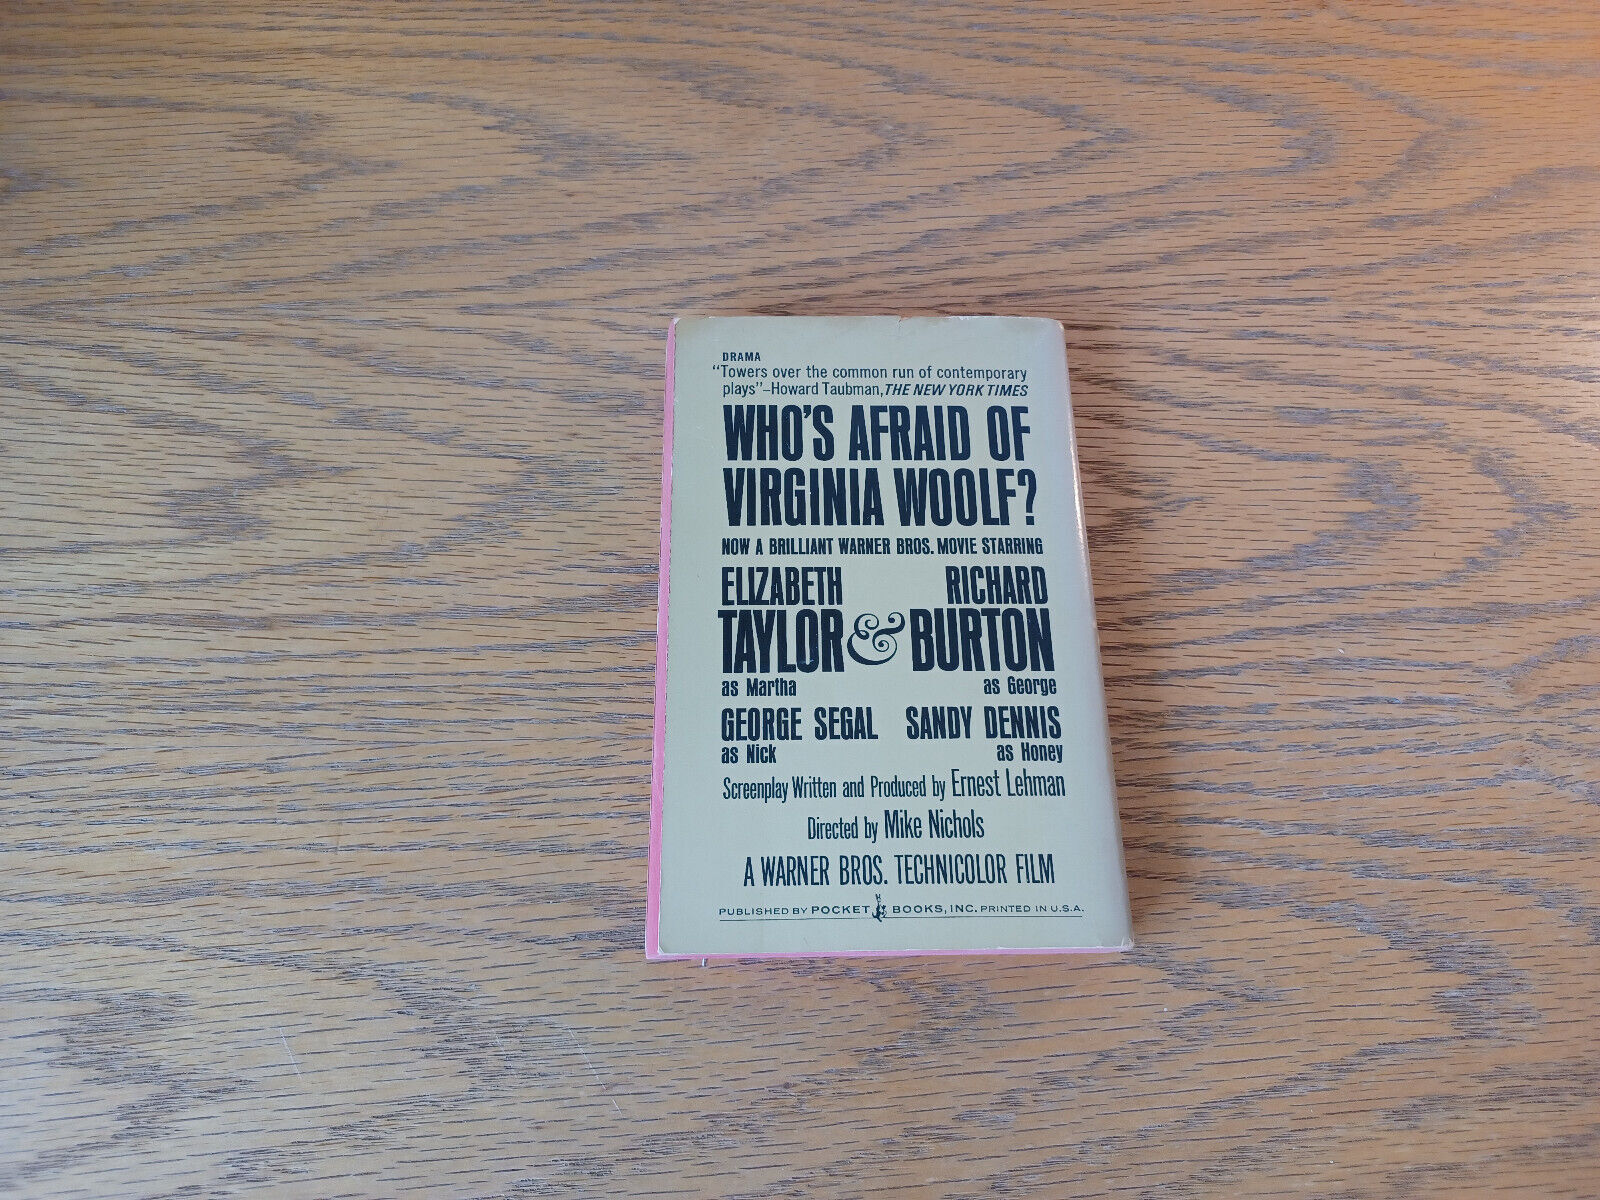 DRAMA
"Towers over the common run of contemporary
plays"–Howard Taubman, THE NEW YORK TIMES
WHO'S AFRAID OF
VIRGINIA WOOLF?
NOW A BRILLIANT WARNER BROS. MOVIE STARRING
ELIZABETH RICHARD
TAYLOR & BURTON
as Martha as George
GEORGE SEGAL SANDY DENNIS
as Nick as Honey
Screenplay Written and Produced by Ernest Lehman
Directed by Mike Nichols
A WARNER BROS. TECHNICOLOR FILM
PUBLISHED BY POCKET BOOKS, INC. PRINTED IN U.S.A.